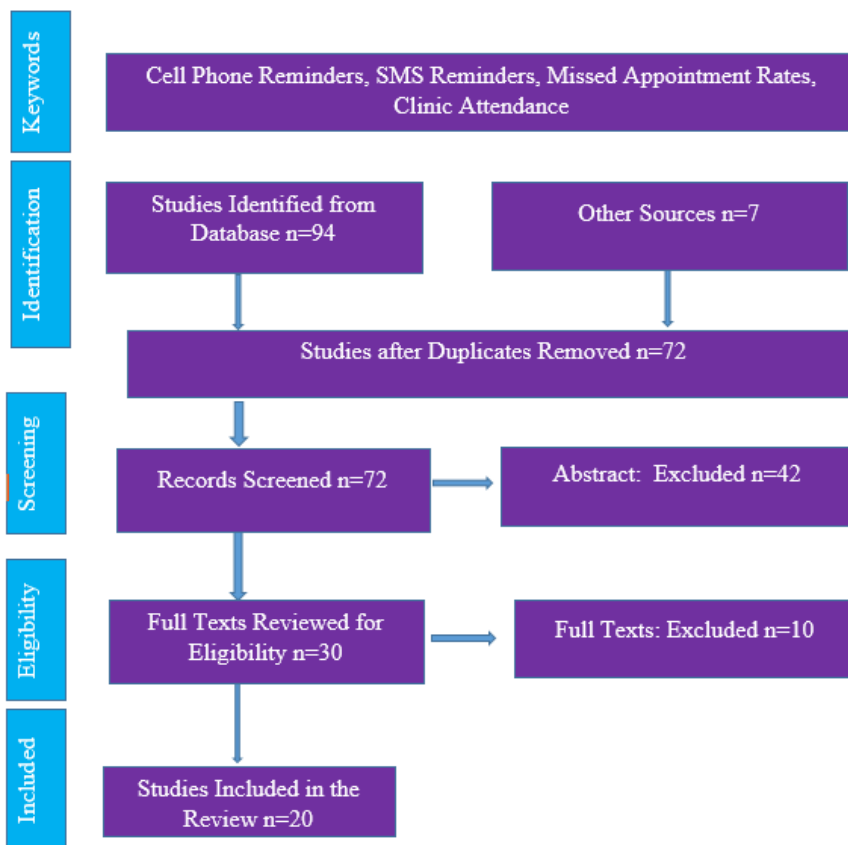 Keywords
Cell Phone Reminders, SMS Reminders, Missed Appointment Rates,
Clinic Attendance
Identification
Studies Identified from
Database n=94
Other Sources n=7
Studies after Duplicates Removed n=72
Screening
Records Screened n=72
Abstract:  Excluded n=42
Eligibility
Full Texts Reviewed for
Eligibility n=30
Full Texts: Excluded n=10
Included
Studies Included in the
Review n=20